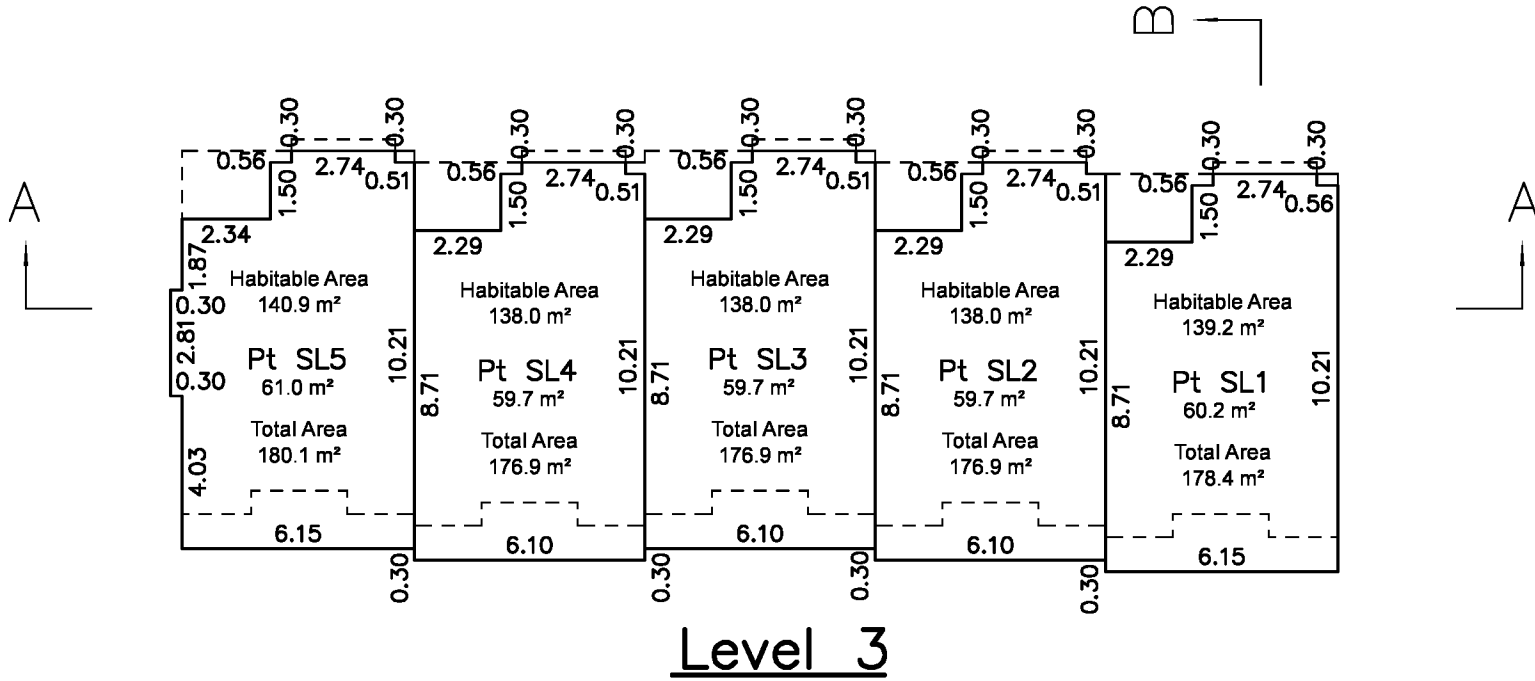 B
0.30
0.30
0.30
0.30
0.30
0.30
0.30
0.30
0.30
0.30
0.56
2.74
0.51
0.56
2.74
0.51
0.56
2.74
0.51
0.56
2.74
0.51
0.56
2.74
0.56
1.50
1.50
1.50
1.50
1.50
A
A
2.34
2.29
2.29
2.29
2.29
1.87
0.30
2.81
0.30
4.03
Habitable Area
140.9 m²
Pt SL5
61.0 m²
Total Area
180.1 m²
6.15
10.21
8.71
Habitable Area
138.0 m²
Pt SL4
59.7 m²
Total Area
176.9 m²
6.10
10.21
8.71
Habitable Area
138.0 m²
Pt SL3
59.7 m²
Total Area
176.9 m²
6.10
10.21
8.71
Habitable Area
138.0 m²
Pt SL2
59.7 m²
Total Area
176.9 m²
6.10
10.21
8.71
Habitable Area
139.2 m²
Pt SL1
60.2 m²
Total Area
178.4 m²
6.15
10.21
0.30
0.30
0.30
0.30
Level 3